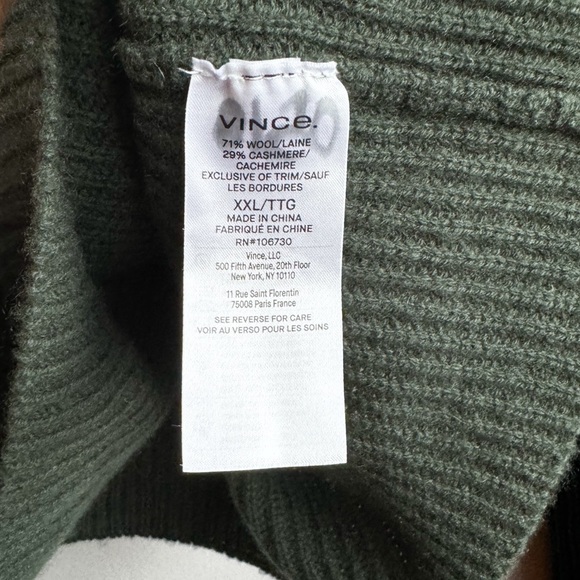 VINCE.
71% WOOL/LAINE
29% CASHMERE/
CACHEMIRE
EXCLUSIVE OF TRIM/SAUF
LES BORDURES
XXL/TTG
MADE IN CHINA
FABRIQUÉ EN CHINE
RN#106730
Vince, LLC
500 Fifth Avenue, 20th Floor
New York, NY 10110
11 Rue Saint Florentin
75008 Paris France
SEE REVERSE FOR CARE
VOIR AU VERSO POUR LES SOINS